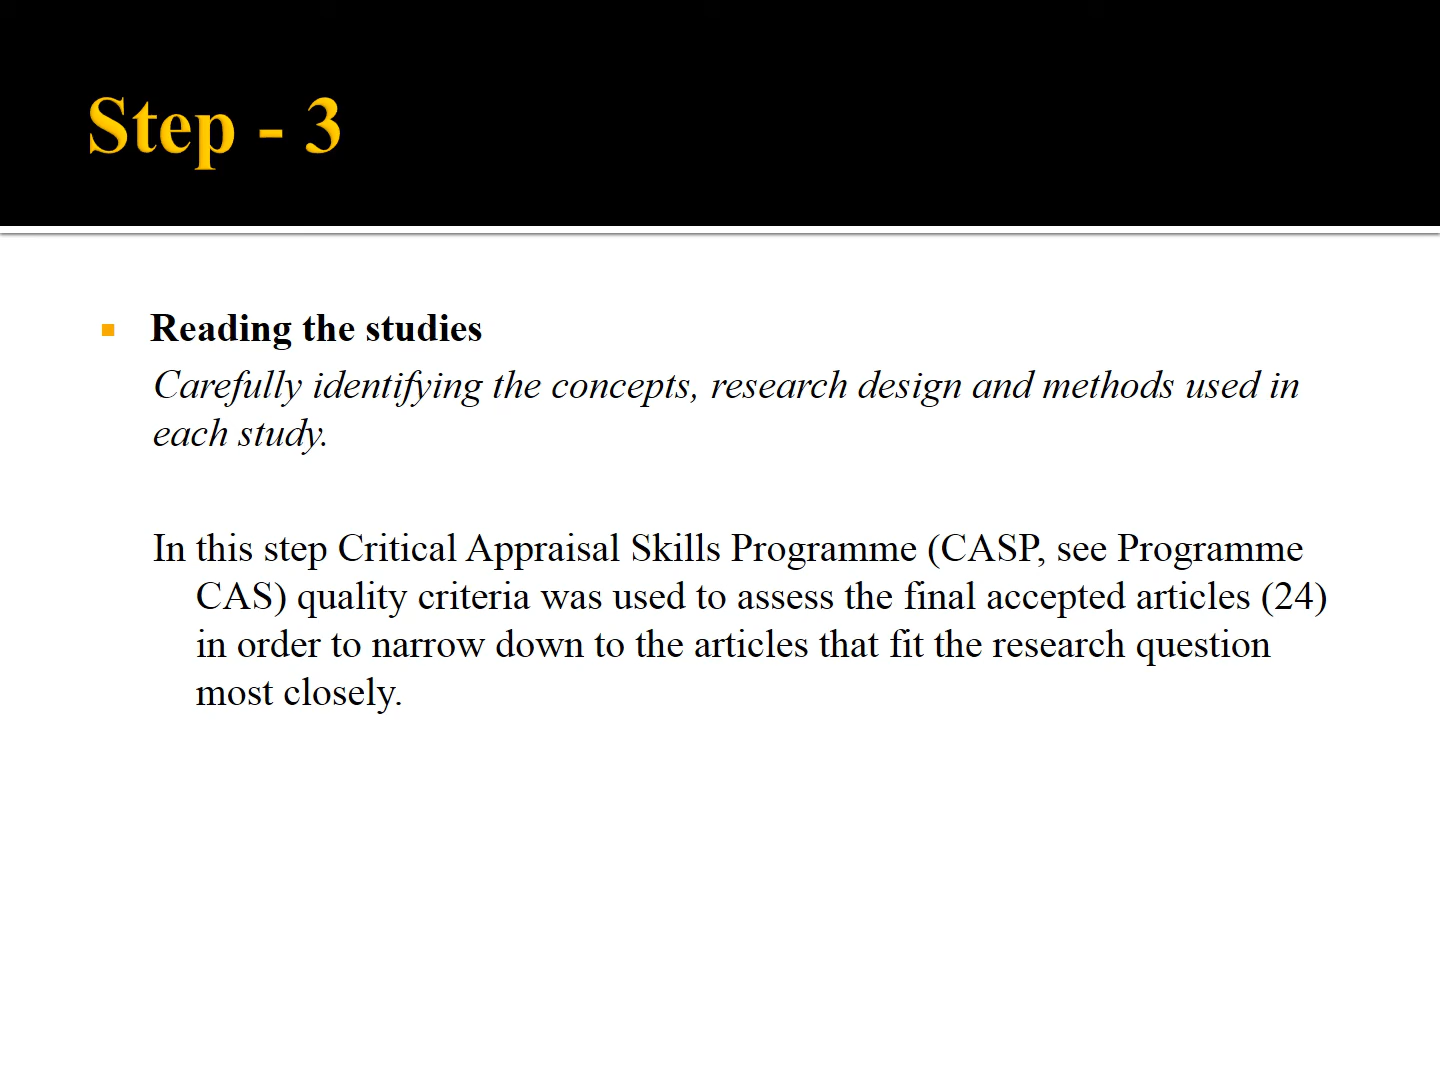 Step - 3
Reading the studies
Carefully identifying the concepts, research design and methods used in
each study.
In this step Critical Appraisal Skills Programme (CASP, see Programme
CAS) quality criteria was used to assess the final accepted articles (24)
in order to narrow down to the articles that fit the research question
most closely.